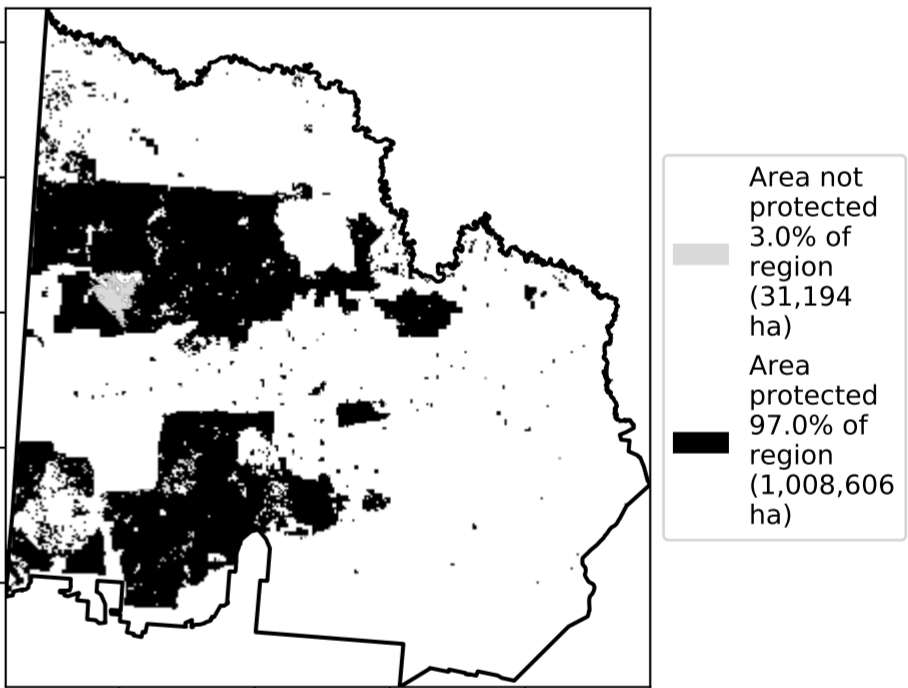 Area not
protected
3.0% of
region
(31,194
ha)
Area
protected
97.0% of
region
(1,008,606
ha)